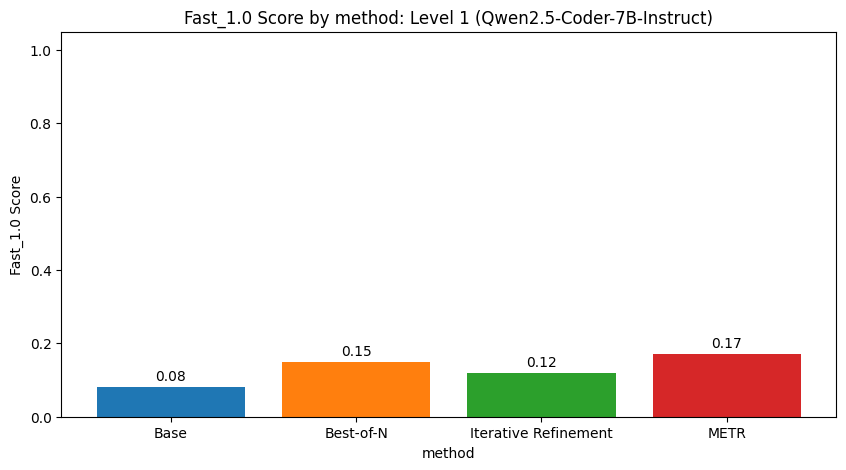 Fast_1.0 Score by method: Level 1 (Qwen2.5-Coder-7B-Instruct)
Fast_1.0 Score
1.0
0.8
0.6
0.4
0.2
0.0
0.08
0.15
0.12
0.17
Base
Best-of-N
Iterative Refinement
METR
method